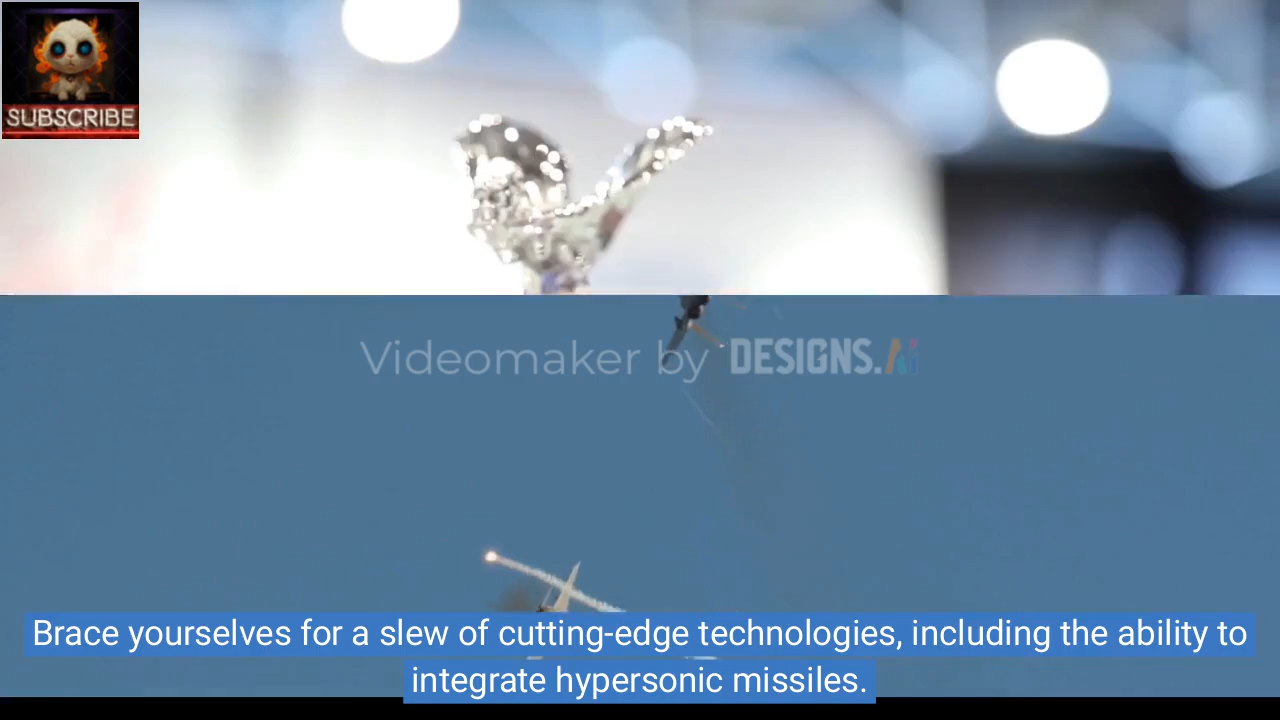 SUBSCRIBE
Videomaker by DESIGNS.Ai
Brace yourselves for a slew of cutting-edge technologies, including the ability to
integrate hypersonic missiles.